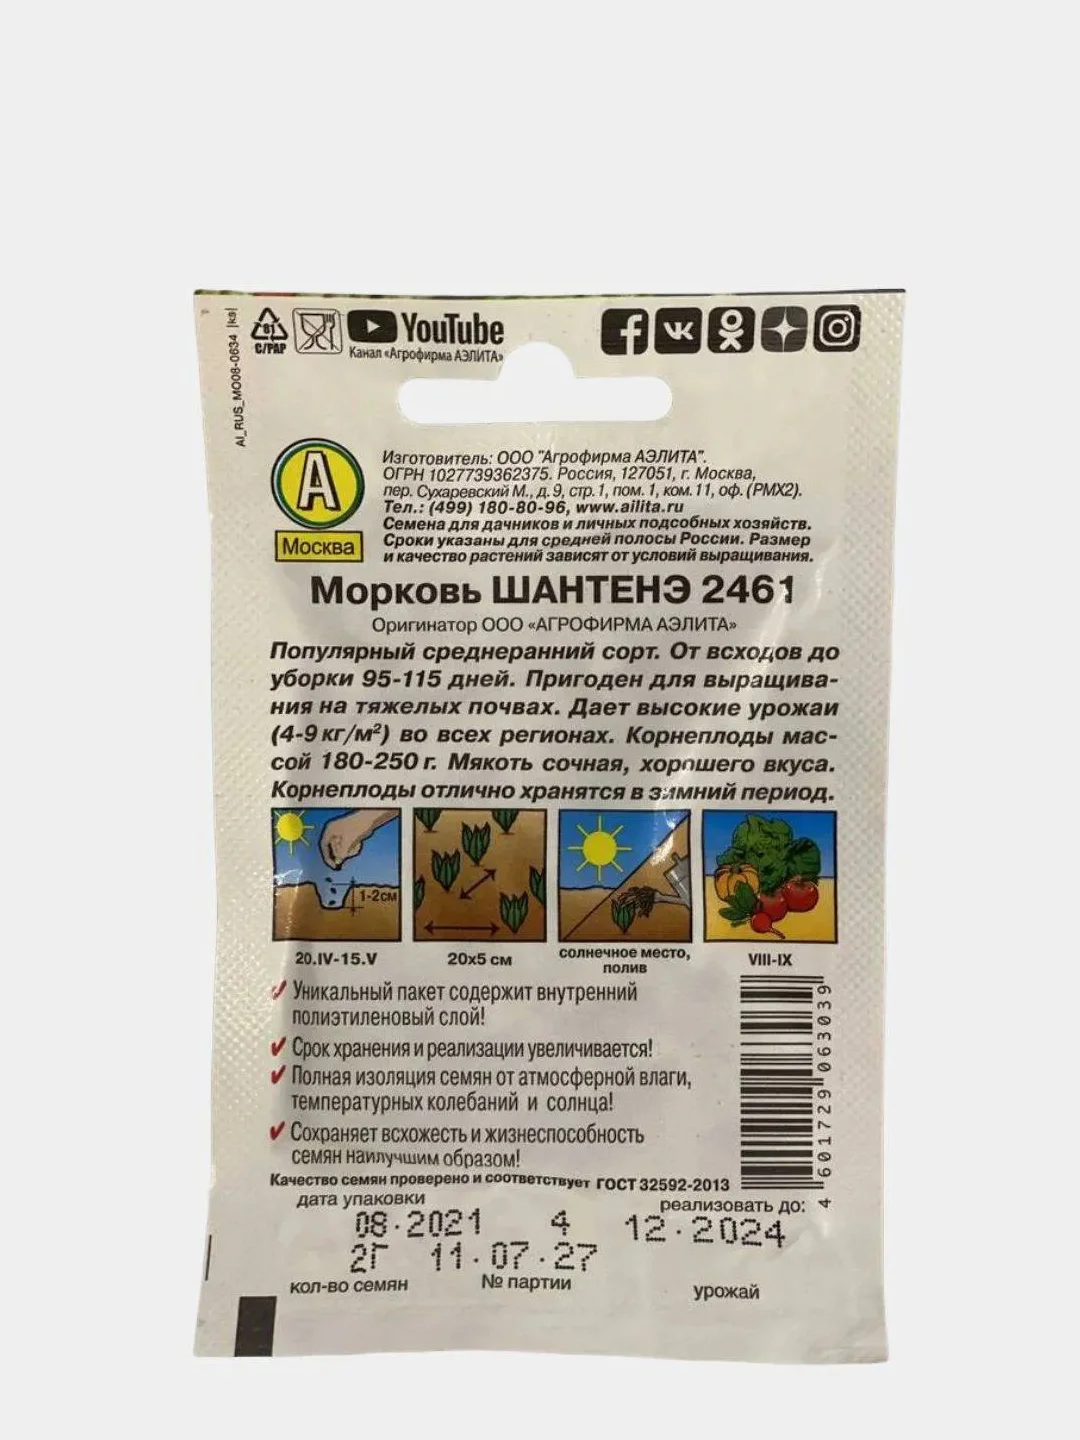 81
C/PAP
YouTube
Канал «Агрофирма АЭЛИТА»
AI_RUS_MO08-0634 |ks|
А
Москва
Изготовитель: ООО "Агрофирма АЭЛИТА".
ОГРН 1027739362375. Россия, 127051, г. Москва,
пер. Сухаревский М., д. 9, стр. 1, пом. 1, ком. 11, оф. (РМХ2).
Тел.: (499) 180-80-96, www.ailita.ru
Семена для дачников и личных подсобных хозяйств.
Сроки указаны для средней полосы России. Размер
и качество растений зависят от условий выращивания.
Морковь ШАНТЕНЭ 2461
Оригинатор ООО «АГРОФИРМА АЭЛИТА»
Популярный среднеранний сорт. От всходов до
уборки 95-115 дней. Пригоден для выращива-
ния на тяжелых почвах. Дает высокие урожаи
(4-9 кг/м²) во всех регионах. Корнеплоды мас-
сой 180-250 г. Мякоть сочная, хорошего вкуса.
Корнеплоды отлично хранятся в зимний период.
1-2см
20.IV-15.V
20x5 см
солнечное место,
полив
VIII-IX
Уникальный пакет содержит внутренний
полиэтиленовый слой!
Срок хранения и реализации увеличивается!
Полная изоляция семян от атмосферной влаги,
температурных колебаний и солнца!
Сохраняет всхожесть и жизнеспособность
семян наилучшим образом!
4 601729 063039
Качество семян проверено и соответствует ГОСТ 32592-2013
дата упаковки
реализовать до:
08.2021 4 12.2024
2Г 11.07.27
кол-во семян
№ партии
урожай